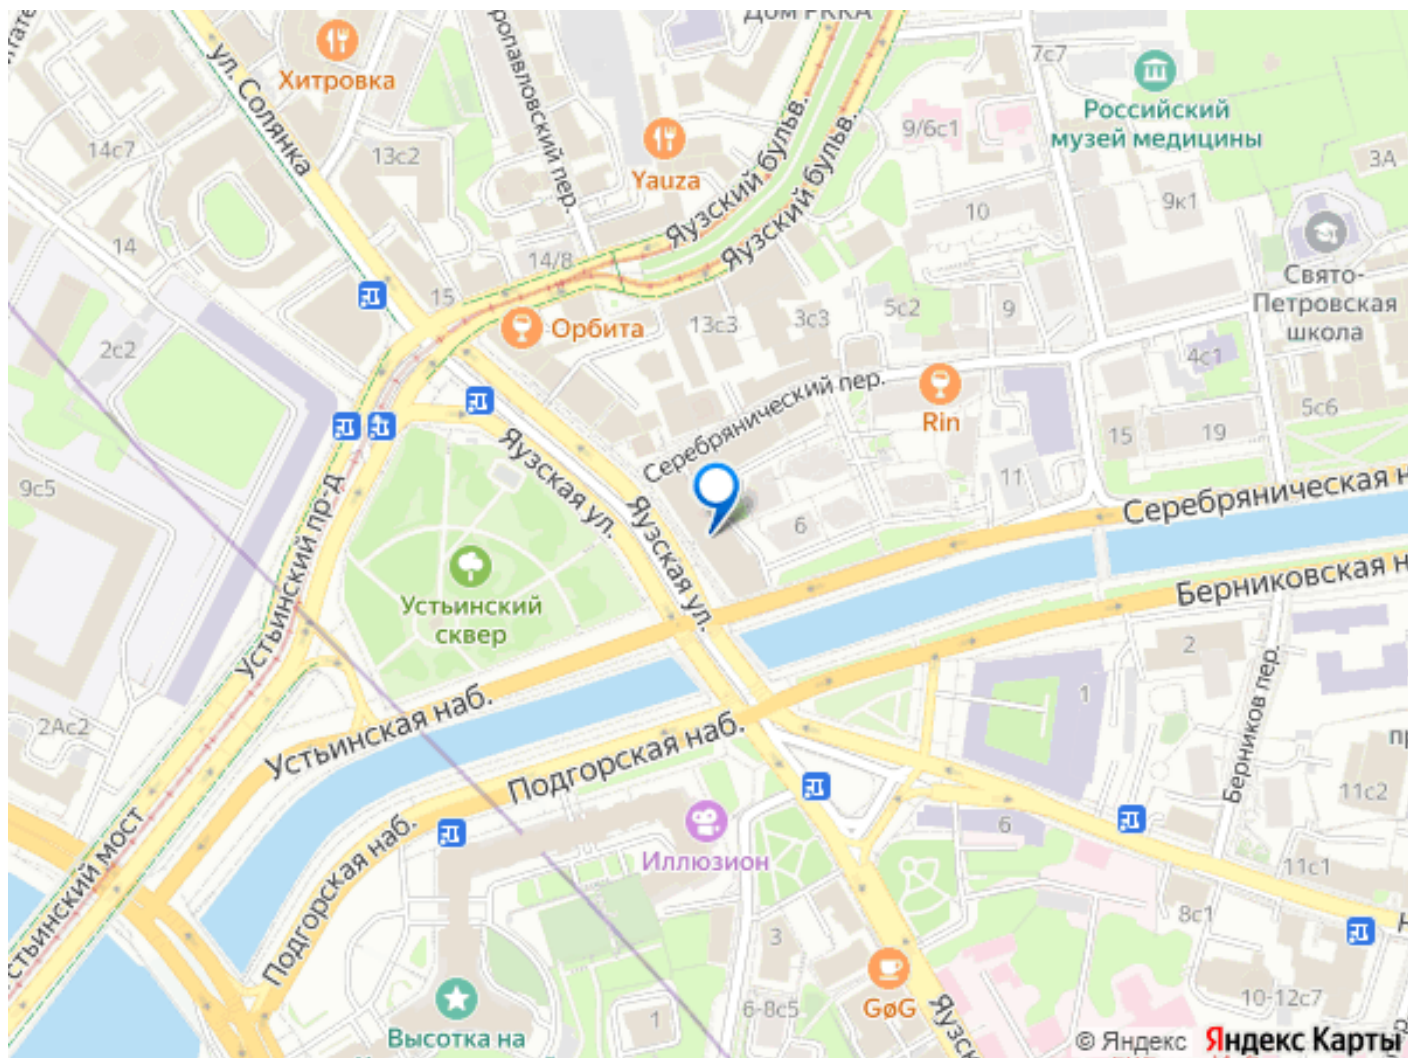 Дом РККА
7с7
ул. Солянка
Хитровка
ропавловский пер.
Российский
музей медицины
14с7
13с2
Yauza
9/6с1
3А
Яузский бульв.
Яузский бульв.
10
9к1
14
14/8
Свято-
Петровская
школа
15
Орбита
13с3
3с3
5с2
9
2с2
4с1
Серебрянический пер.
Rin
5с6
15
19
9с5
Яузская ул.
Яузская ул.
11
6
Серебряническая н
Устьинский пр-д
Устьинский
сквер
Берниковская н
2
1
Берников пер.
2Ас2
Устьинская наб.
Подгорская наб.
11с2
6
Иллюзион
стьинский мост
Подгорская наб.
11с1
8с1
3
GøG
6-8с5
1
10-12с7
Яузск
Высотка на
© Яндекс Яндекс Карты